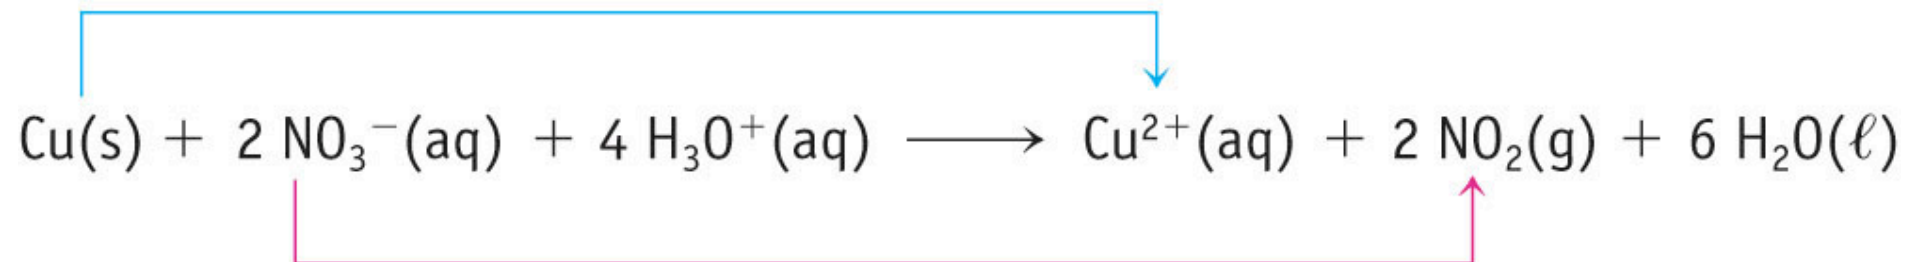 Cu(s) + 2 NO₃⁻(aq) + 4 H₃O⁺(aq) ⟶ Cu²⁺(aq) + 2 NO₂(g) + 6 H₂O(ℓ)